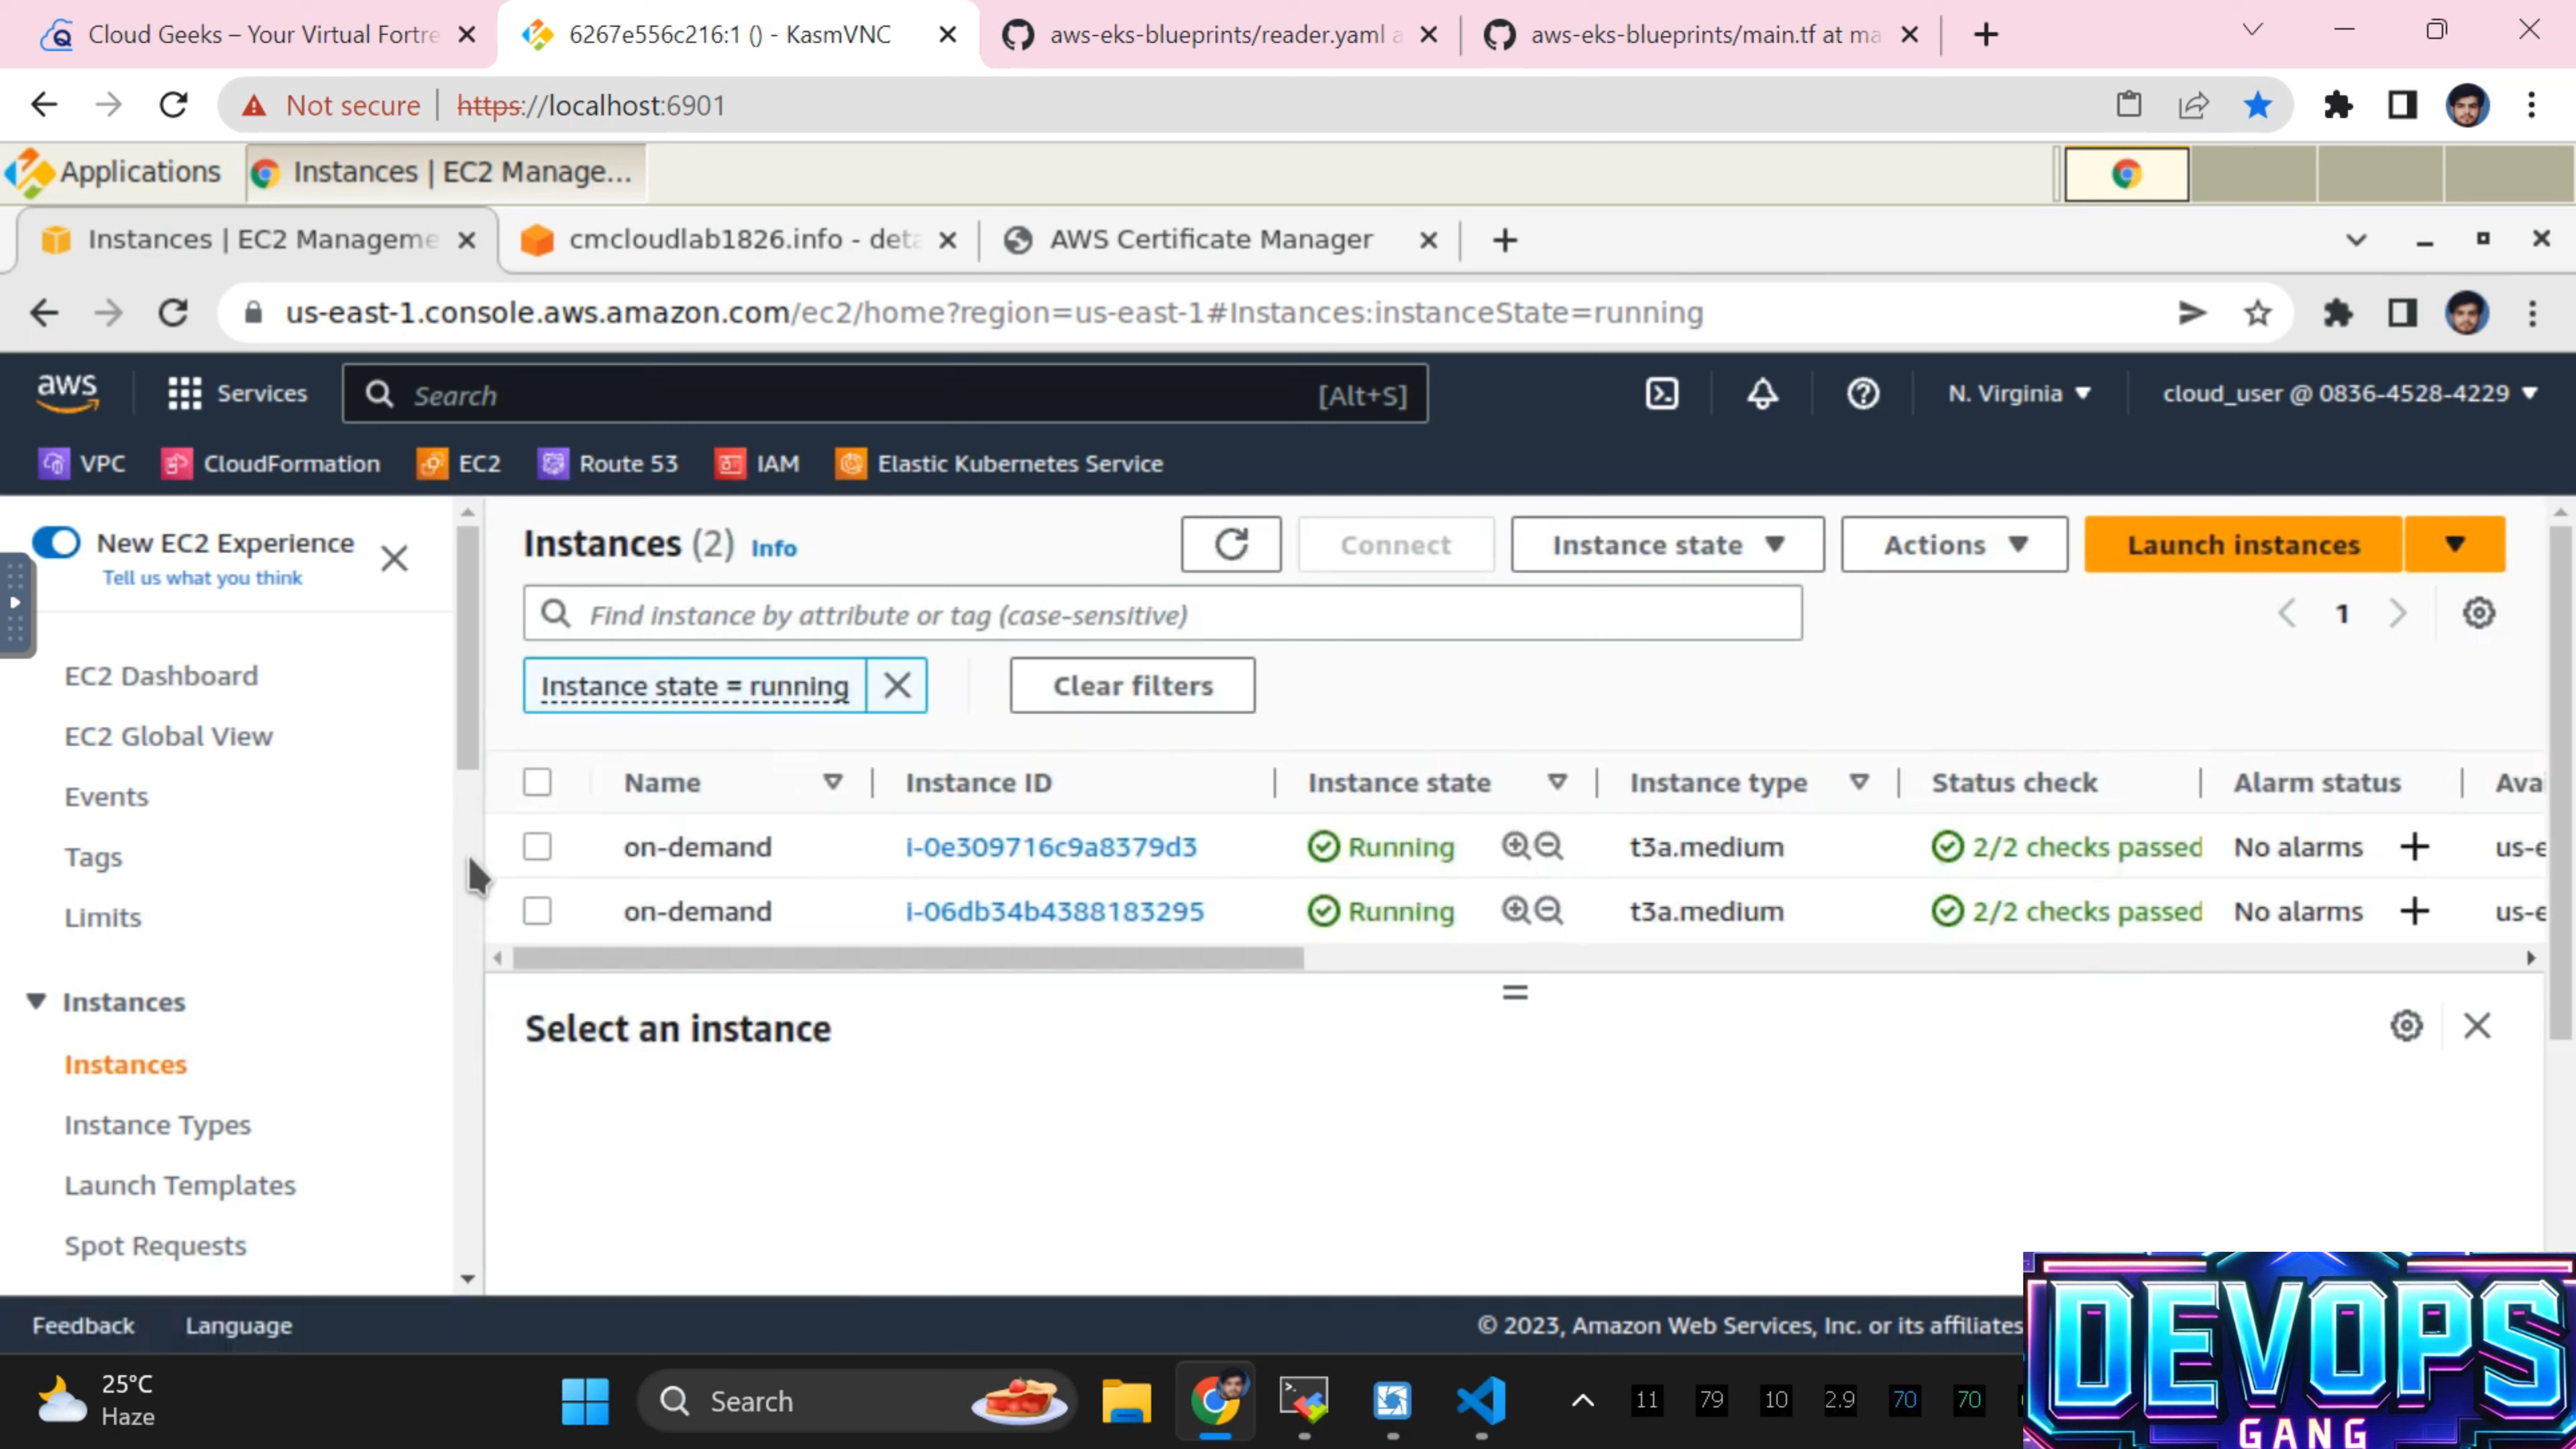 Cloud Geeks – Your Virtual Fortre
6267e556c216:1 () - KasmVNC
aws-eks-blueprints/reader.yaml a
aws-eks-blueprints/main.tf at ma
Not secure
https://localhost:6901
Applications
Instances | EC2 Manage...
Instances | EC2 Manageme
cmcloudlab1826.info - deta
AWS Certificate Manager
us-east-1.console.aws.amazon.com/ec2/home?region=us-east-1#Instances:instanceState=running
aws
Services
Search
[Alt+S]
N. Virginia
cloud_user @ 0836-4528-4229
VPC
CloudFormation
EC2
Route 53
IAM
Elastic Kubernetes Service
New EC2 Experience
Tell us what you think
EC2 Dashboard
EC2 Global View
Events
Tags
Limits
Instances
Instances
Instance Types
Launch Templates
Spot Requests
Instances (2) Info
Connect
Instance state
Actions
Launch instances
Find instance by attribute or tag (case-sensitive)
1
Instance state = running
Clear filters
Name Instance ID Instance state Instance type Status check Alarm status Ava
on-demand i-0e309716c9a8379d3 Running t3a.medium 2/2 checks passed No alarms us-e
on-demand i-06db34b4388183295 Running t3a.medium 2/2 checks passed No alarms us-e
Select an instance
Feedback
Language
© 2023, Amazon Web Services, Inc. or its affiliates
25°C
Haze
Search
11 79 10 2.9 70 70
DEVOPS
GANG